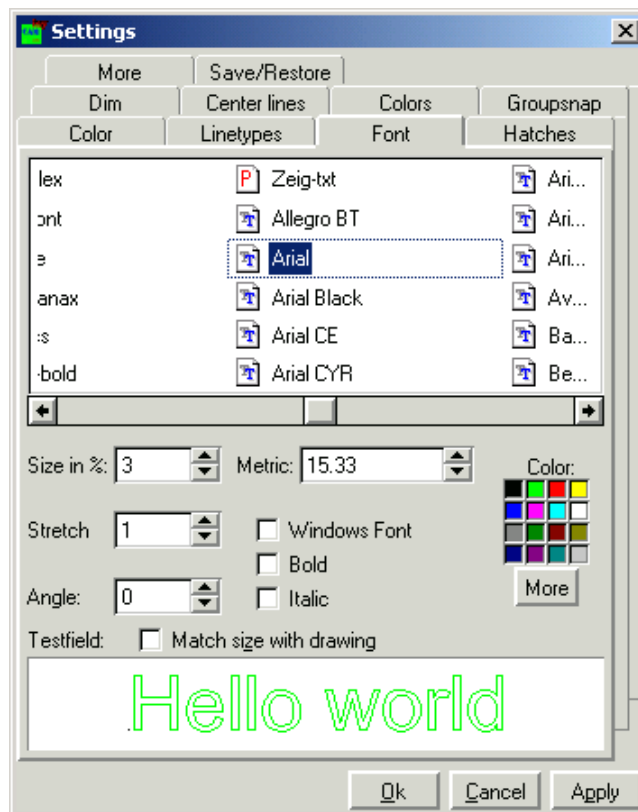 Settings
More Save/Restore
Dim Center lines Colors Groupsnap
Color Linetypes Font Hatches
lex Zeig-txt Ari...
ont Allegro BT Ari...
e Arial Ari...
anax Arial Black Av...
:s Arial CE Ba...
-bold Arial CYR Be...
Size in %: 3 Metric: 15.33 Color:
Stretch 1 Windows Font
Bold
More
Angle: 0 Italic
Testfield: Match size with drawing
Hello world
Ok Cancel Apply